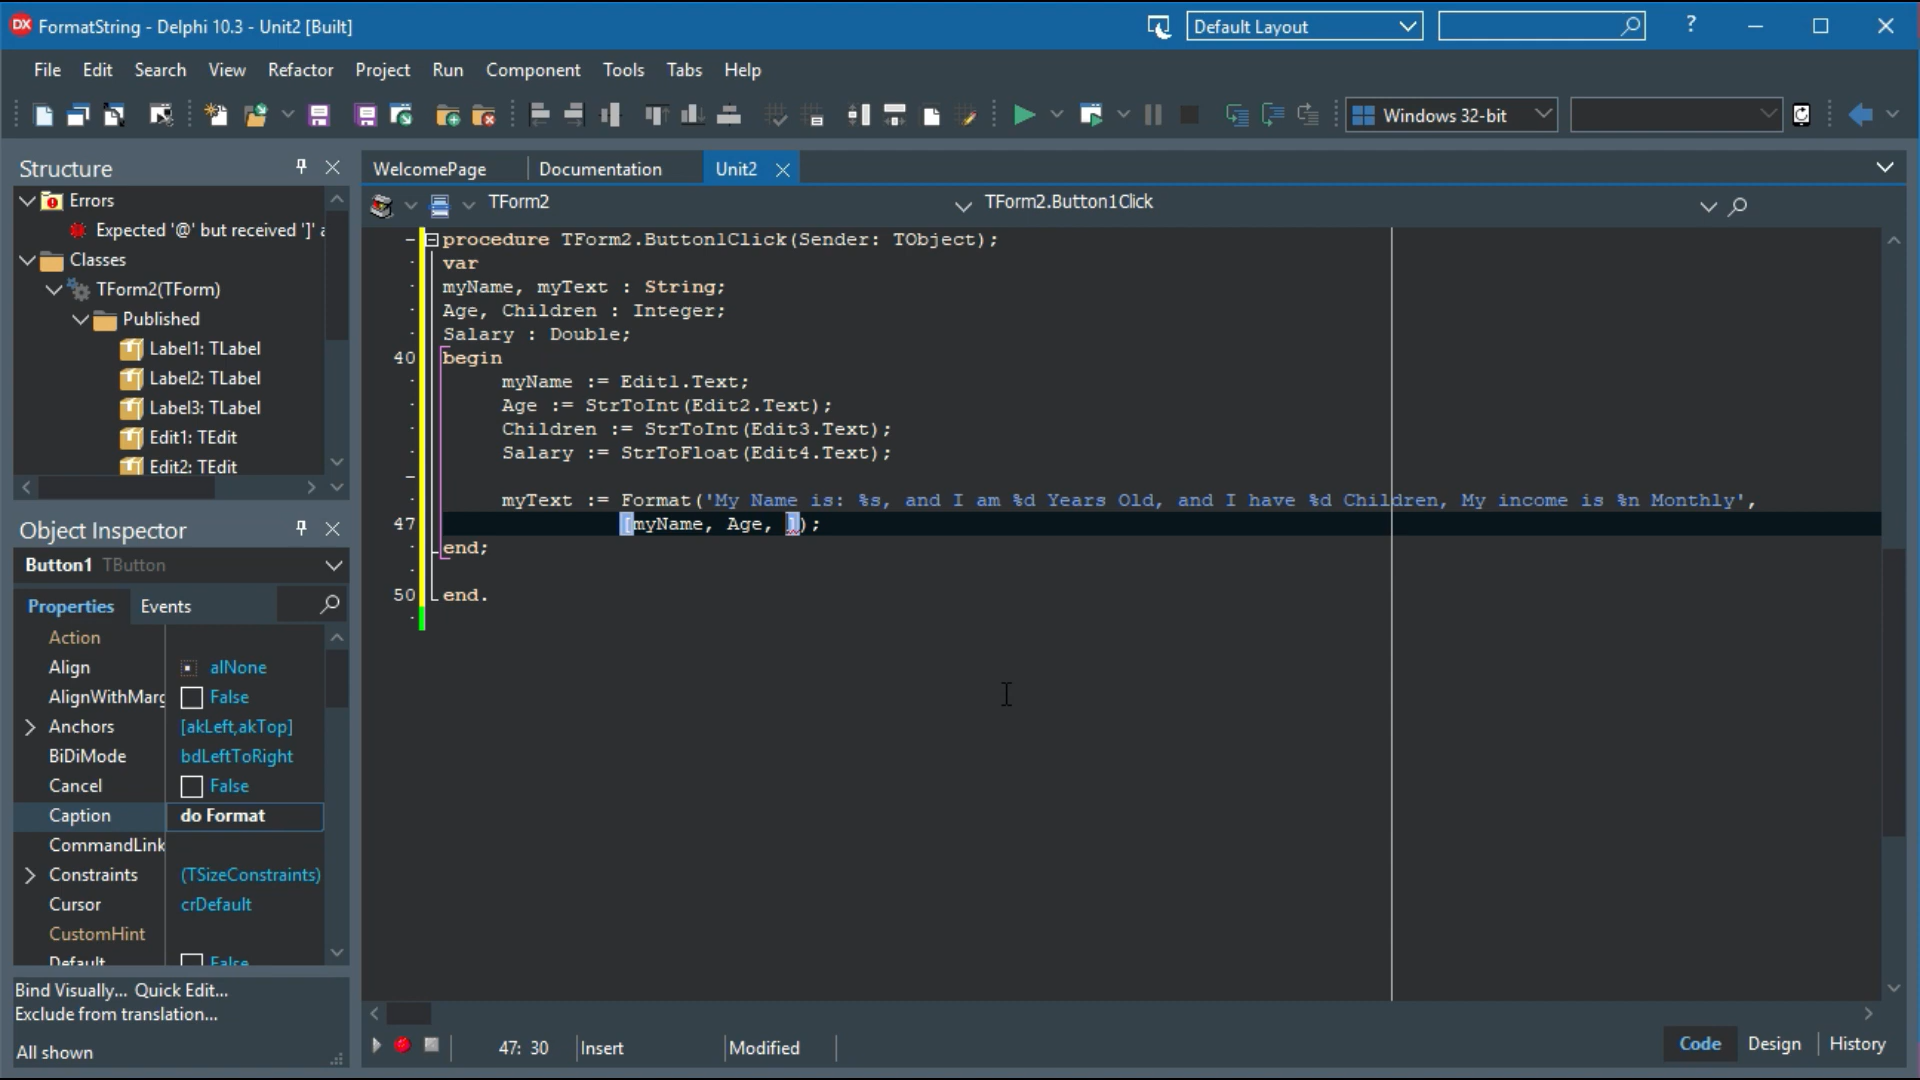 DX FormatString - Delphi 10.3 - Unit2 [Built]
Default Layout
?
File Edit Search View Refactor Project Run Component Tools Tabs Help
Windows 32-bit
Structure
Errors
Expected '@' but received ']' a
Classes
TForm2(TForm)
Published
Label1: TLabel
Label2: TLabel
Label3: TLabel
Edit1: TEdit
Edit2: TEdit
Object Inspector
Button1 TButton
Properties Events
Action
Align alNone
AlignWithMarg False
Anchors [akLeft,akTop]
BiDiMode bdLeftToRight
Cancel False
Caption do Format
CommandLink
Constraints (TSizeConstraints)
Cursor crDefault
CustomHint
Default False
Bind Visually... Quick Edit...
Exclude from translation...
All shown
WelcomePage Documentation Unit2
TForm2 TForm2.Button1Click
procedure TForm2.Button1Click(Sender: TObject);
var
myName, myText : String;
Age, Children : Integer;
Salary : Double;
40 begin
myName := Edit1.Text;
Age := StrToInt(Edit2.Text);
Children := StrToInt(Edit3.Text);
Salary := StrToFloat(Edit4.Text);
myText := Format('My Name is: %s, and I am %d Years Old, and I have %d Children, My income is %n Monthly',
47 [myName, Age, ]);
end;
50 end.
47: 30 Insert Modified
Code Design History